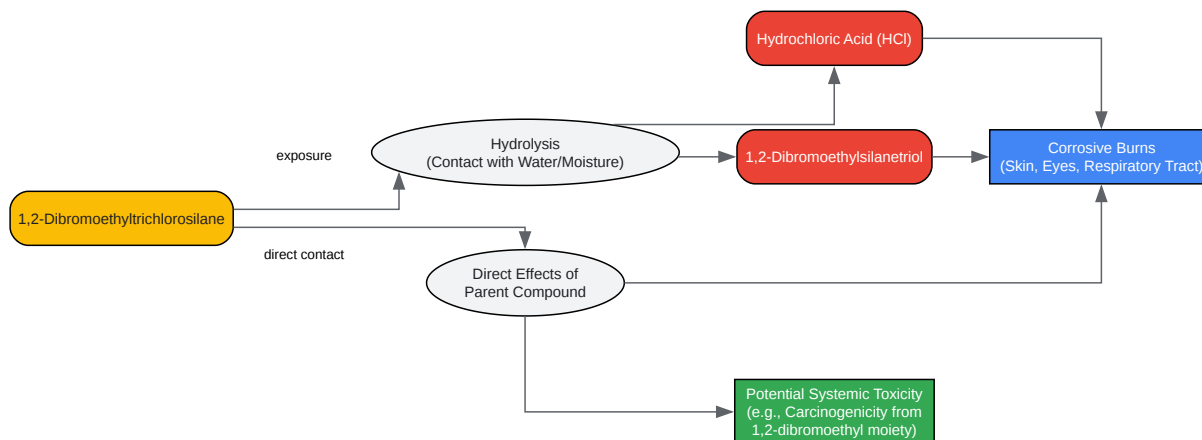 Hydrochloric Acid (HCl)
Hydrolysis
(Contact with Water/Moisture)
exposure
1,2-Dibromoethylsilanetriol
Corrosive Burns
(Skin, Eyes, Respiratory Tract)
1,2-Dibromoethyltrichlorosilane
direct contact
Direct Effects of
Parent Compound
Potential Systemic Toxicity
(e.g., Carcinogenicity from
1,2-dibromoethyl moiety)